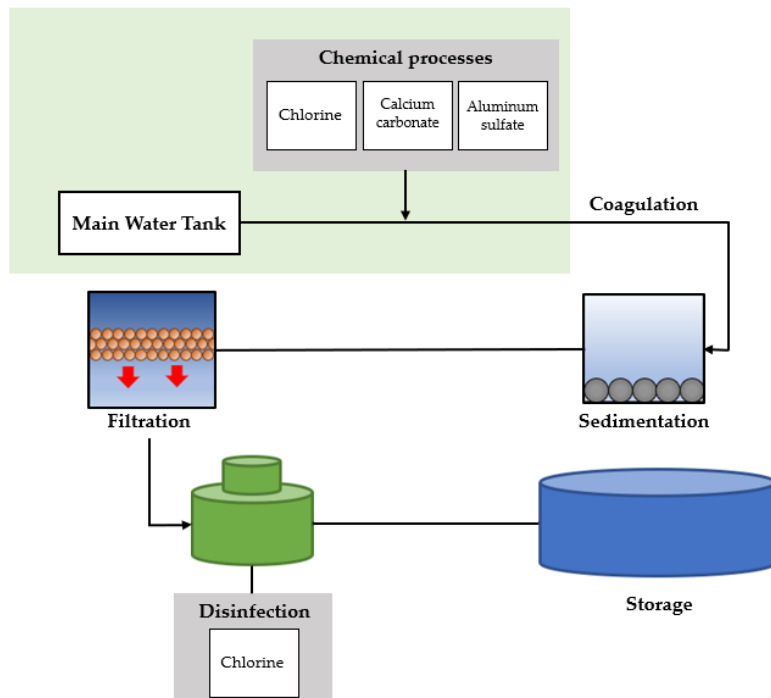 Chemical processes
Chlorine
Calcium
carbonate
Aluminum
sulfate
Main Water Tank
Coagulation
Filtration
Sedimentation
Disinfection
Chlorine
Storage